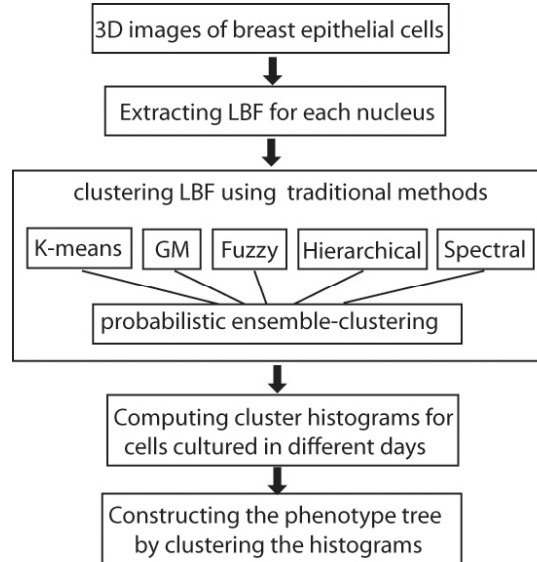 3D images of breast epithelial cells
Extracting LBF for each nucleus
clustering LBF using traditional methods
K-means GM Fuzzy Hierarchical Spectral
probabilistic ensemble-clustering
Computing cluster histograms for
cells cultured in different days
Constructing the phenotype tree
by clustering the histograms